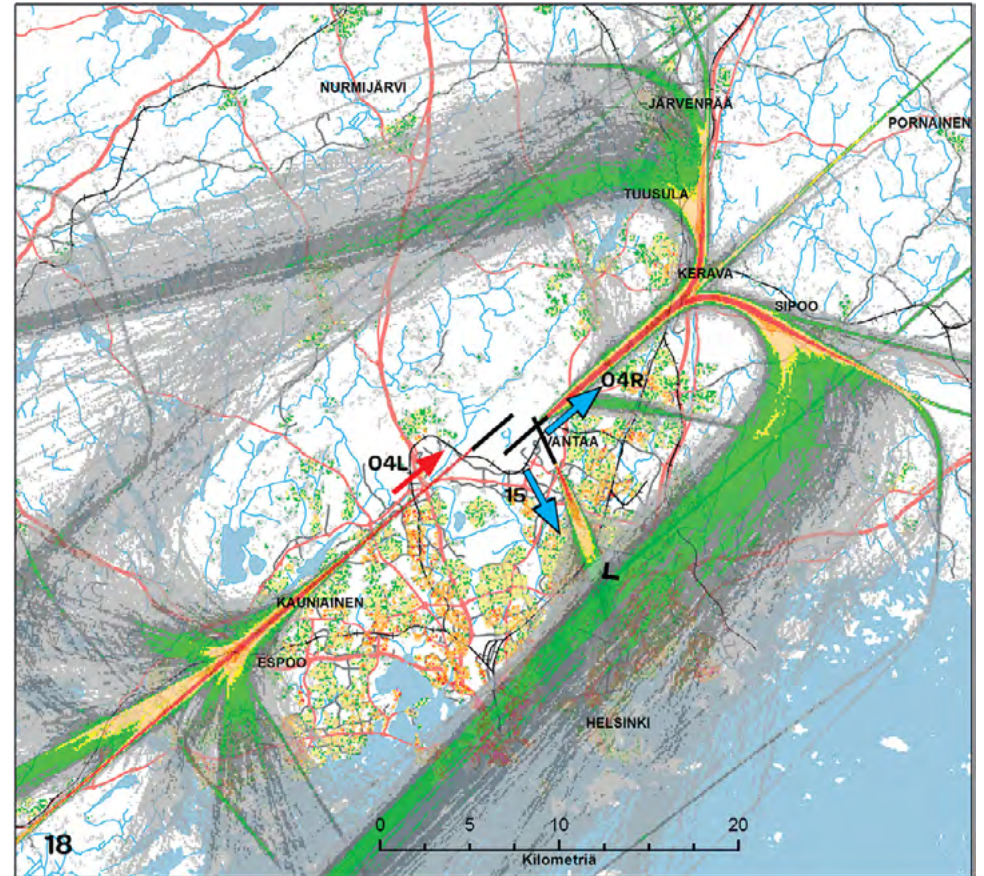 NURMIJÄRVI
JÄRVENPÄÄ
PORNAINEN
TUUSULA
KERAVA
SIPOO
04R
VANTAA
04L
15
KAUNIAINEN
ESPOO
HELSINKI
0 5 10 20
Kilometriä
18